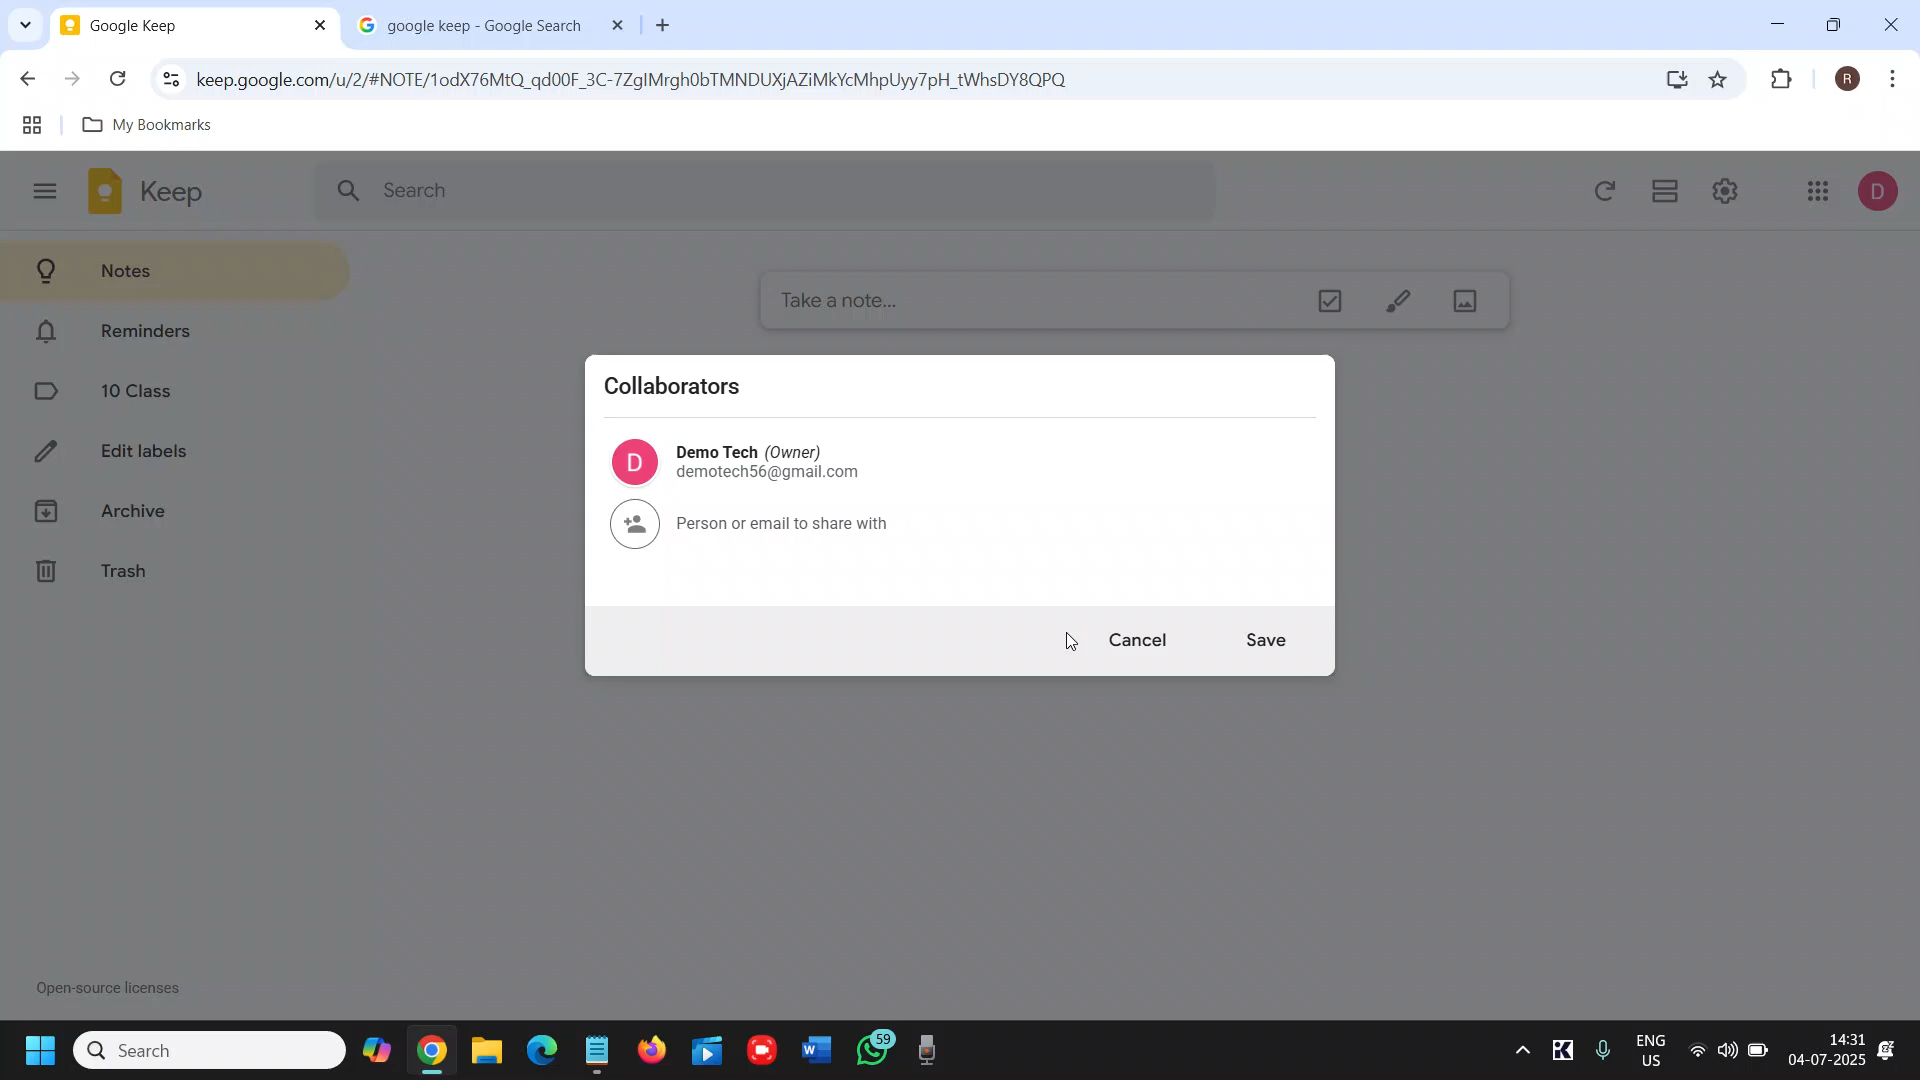 Google Keep
google keep - Google Search
keep.google.com/u/2/#NOTE/1odX76MtQ_qd00F_3C-7ZgIMrgh0bTMNDUXjAZiMkYcMhpUyy7pH_tWhsDY8QPQ
R
My Bookmarks
Keep
Search
D
Notes
Take a note...
Reminders
10 Class
Edit labels
Archive
Trash
Collaborators
D
Demo Tech (Owner)
demotech56@gmail.com
Person or email to share with
Cancel
Save
Open-source licenses
Search
W
59
K
ENG
US
14:31
04-07-2025